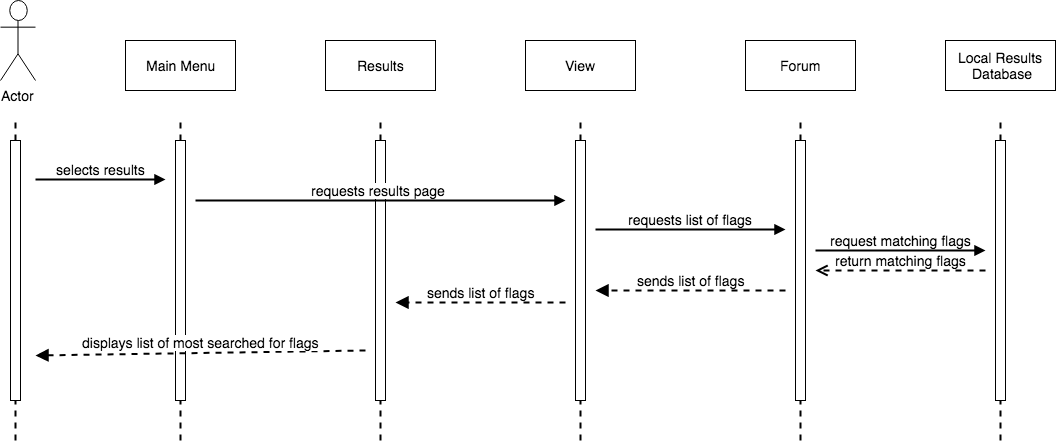 Actor
Main Menu
Results
View
Forum
Local Results
Database
selects results
requests results page
requests list of flags
request matching flags
return matching flags
sends list of flags
sends list of flags
displays list of most searched for flags